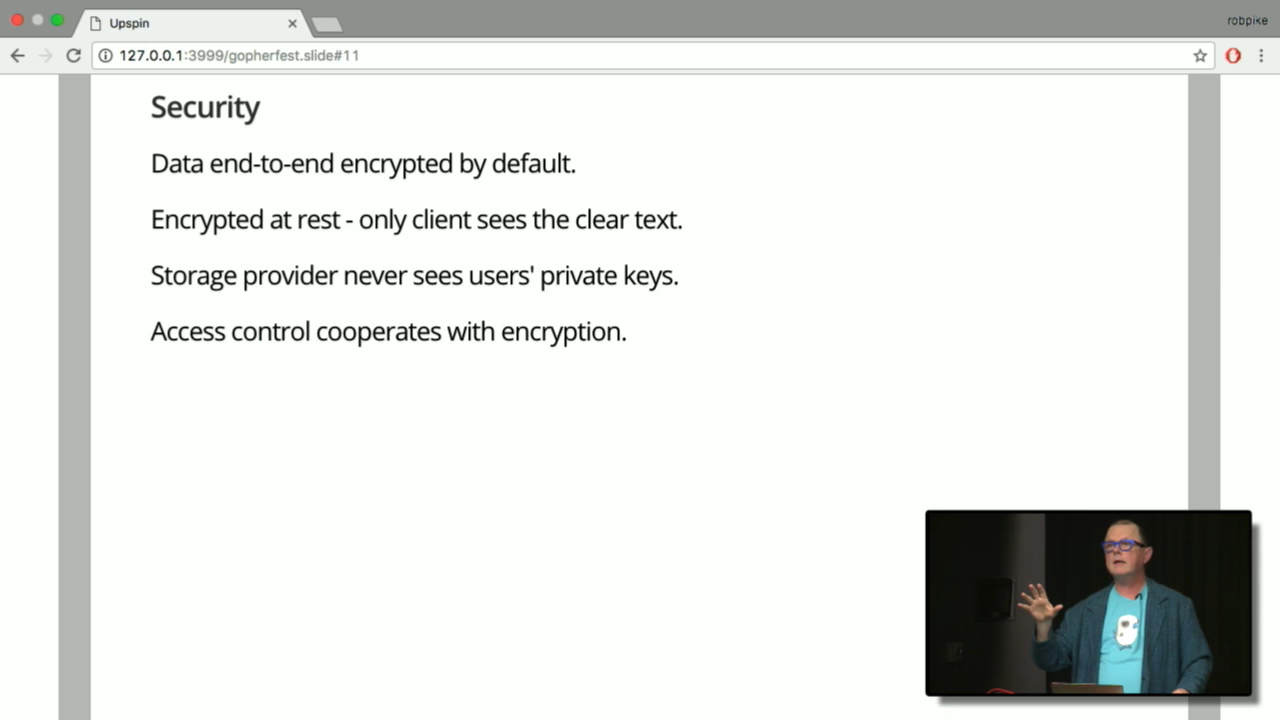 Upspin
robpike
127.0.0.1:3999/gopherfest.slide#11
Security
Data end-to-end encrypted by default.
Encrypted at rest - only client sees the clear text.
Storage provider never sees users' private keys.
Access control cooperates with encryption.